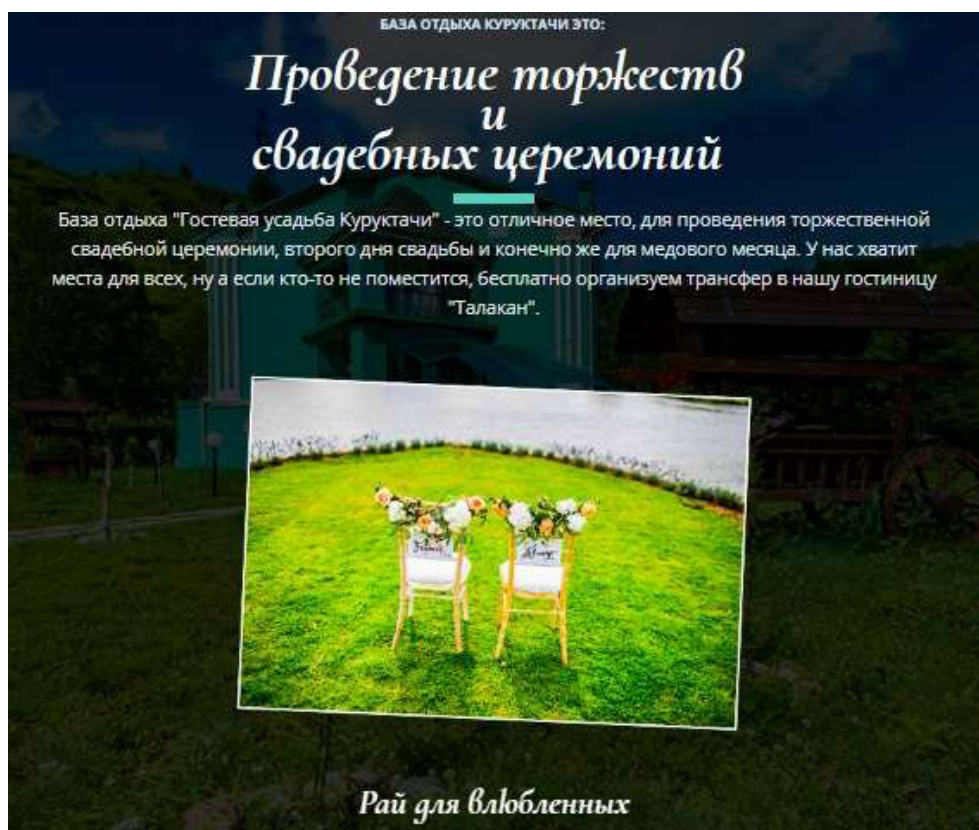 БАЗА ОТДЫХА КУРУКТАЧИ ЭТО:
Проведение торжеств
и
свадебных церемоний
База отдыха "Гостевая усадьба Куруктачи" - это отличное место, для проведения торжественной
свадебной церемонии, второго дня свадьбы и конечно же для медового месяца. У нас хватит
места для всех, ну а если кто-то не поместится, бесплатно организуем трансфер в нашу гостиницу
"Талакан".
Рай для влюбленных